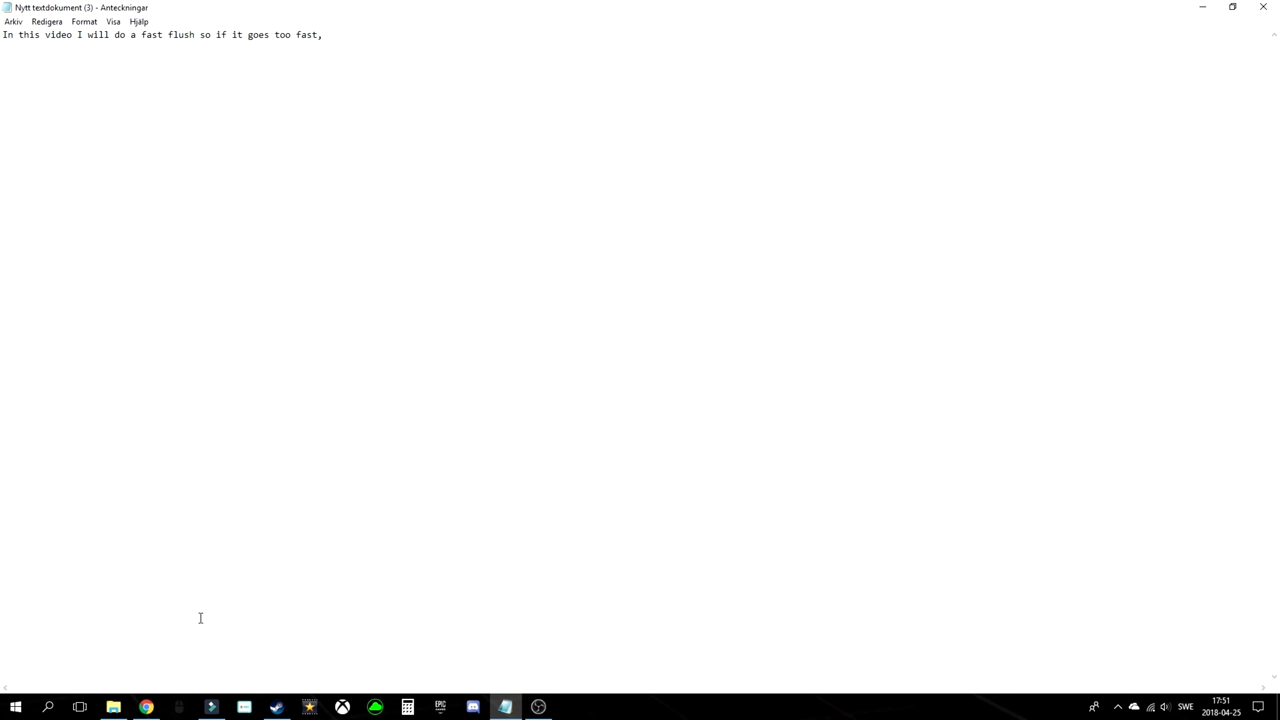 Nytt textdokument (3) - Anteckningar
Arkiv Redigera Format Visa Hjälp
In this video I will do a fast flush so if it goes too fast,
EPIC
SWE
17:51
2018-04-25